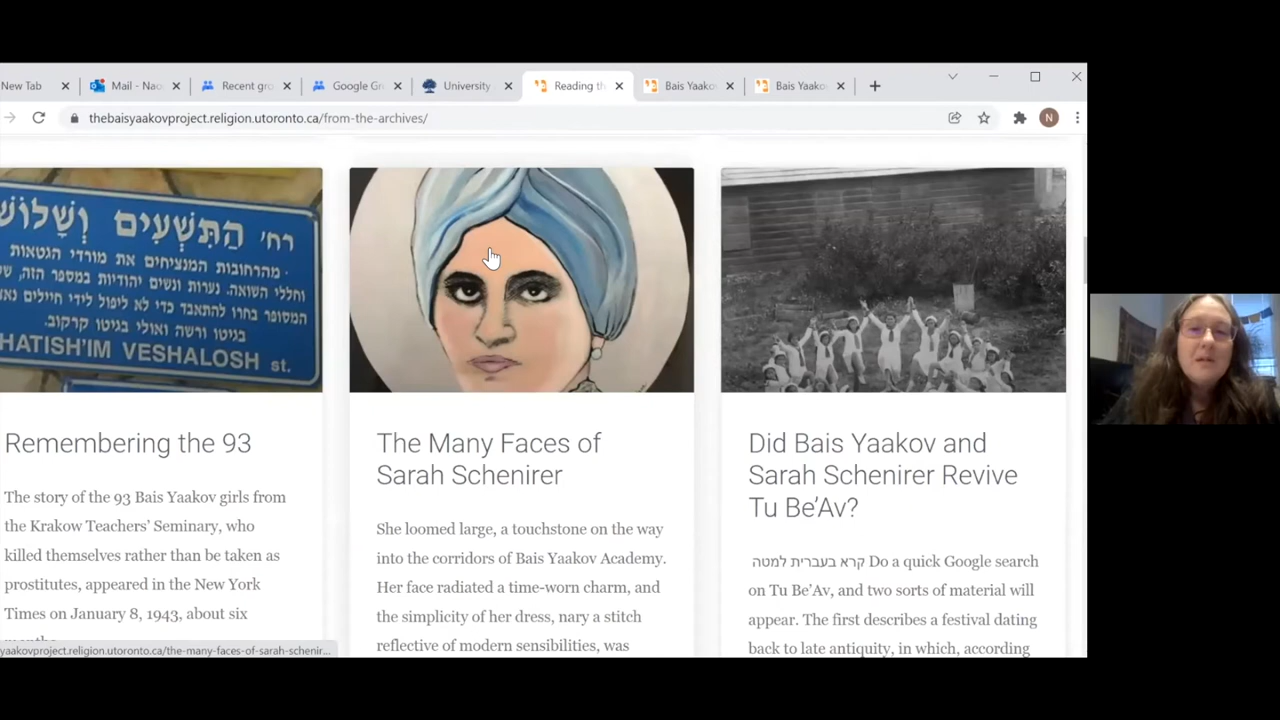 New Tab
Mail - Nao
Recent gro
Google Gr
University
Reading th
Bais Yaakov
Bais Yaako
thebaisyaakovproject.religion.utoronto.ca/from-the-archives/
N
רח' הַתִּשְׁעִים וְשָׁלוֹשׁ
מהרחובות המנציחים את מורדי הגטאות
וחללי השואה. נערות ונשים יהודיות במספר הזה,
המסופר בחרו להתאבד כדי לא ליפול לידי חיילים
בגיטו ורשה ואולי בגיטו קרקוב.
HATISH'IM VESHALOSH st.
Remembering the 93
The story of the 93 Bais Yaakov girls from
the Krakow Teachers' Seminary, who
killed themselves rather than be taken as
prostitutes, appeared in the New York
Times on January 8, 1943, about six
months
The Many Faces of
Sarah Schenirer
She loomed large, a touchstone on the way
into the corridors of Bais Yaakov Academy.
Her face radiated a time-worn charm, and
the simplicity of her dress, nary a stitch
reflective of modern sensibilities, was
Did Bais Yaakov and
Sarah Schenirer Revive
Tu Be'Av?
קרא בעברית למטה Do a quick Google search
on Tu Be'Av, and two sorts of material will
appear. The first describes a festival dating
back to late antiquity, in which, according
yaakovproject.religion.utoronto.ca/the-many-faces-of-sarah-schenir...